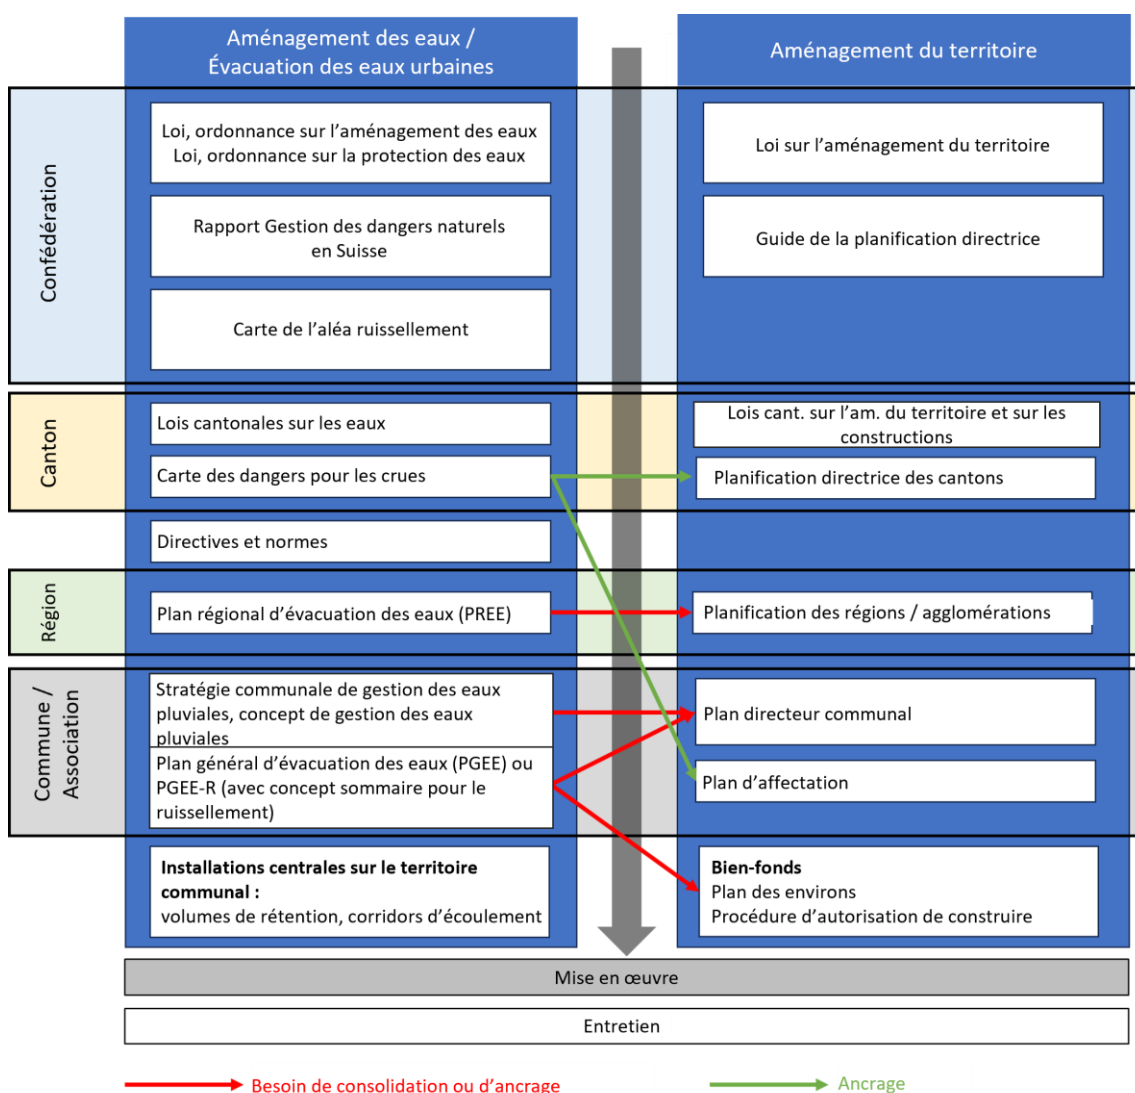 Aménagement des eaux /
Évacuation des eaux urbaines
Aménagement du territoire
Confédération
Loi, ordonnance sur l’aménagement des eaux
Loi, ordonnance sur la protection des eaux
Loi sur l’aménagement du territoire
Rapport Gestion des dangers naturels
en Suisse
Guide de la planification directrice
Carte de l’aléa ruissellement
Canton
Lois cantonales sur les eaux
Lois cant. sur l’am. du territoire et sur les
constructions
Carte des dangers pour les crues
Planification directrice des cantons
Directives et normes
Région
Plan régional d’évacuation des eaux (PREE)
Planification des régions / agglomérations
Commune /
Association
Stratégie communale de gestion des eaux
pluviales, concept de gestion des eaux
pluviales
Plan directeur communal
Plan général d’évacuation des eaux (PGEE) ou
PGEE-R (avec concept sommaire pour le
ruissellement)
Plan d’affectation
Installations centrales sur le territoire
communal :
volumes de rétention, corridors d’écoulement
Bien-fonds
Plan des environs
Procédure d’autorisation de construire
Mise en œuvre
Entretien
Besoin de consolidation ou d’ancrage
Ancrage